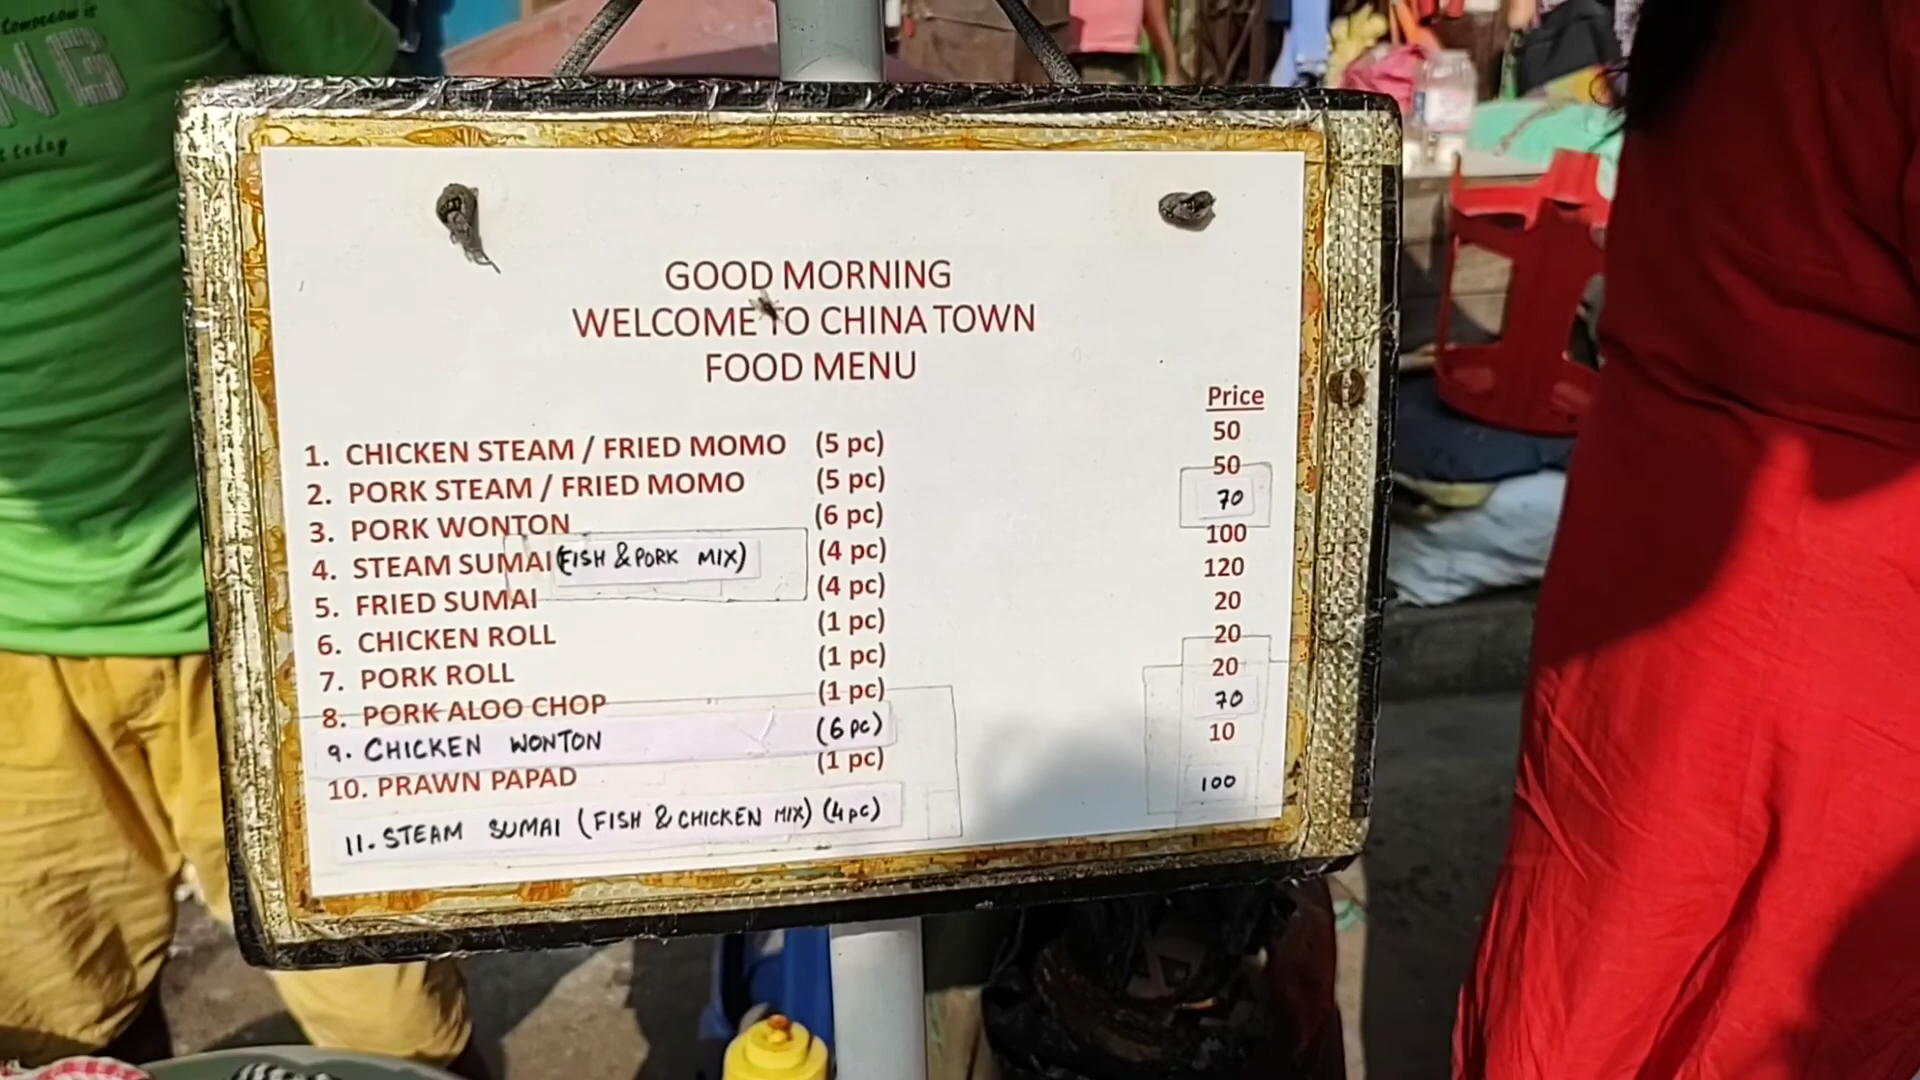 tomorrow is
NG
t today
GOOD MORNING
WELCOME TO CHINA TOWN
FOOD MENU
Price
1. CHICKEN STEAM / FRIED MOMO (5 pc) 50
2. PORK STEAM / FRIED MOMO (5 pc) 50
3. PORK WONTON (6 pc) 70
4. STEAM SUMAI (FISH & PORK MIX) (4 pc) 100
5. FRIED SUMAI (4 pc) 120
6. CHICKEN ROLL (1 pc) 20
7. PORK ROLL (1 pc) 20
8. PORK ALOO CHOP (1 pc) 20
9. CHICKEN WONTON (6 pc) 70
10. PRAWN PAPAD (1 pc) 10
11. STEAM SUMAI (FISH & CHICKEN MIX) (4 pc) 100